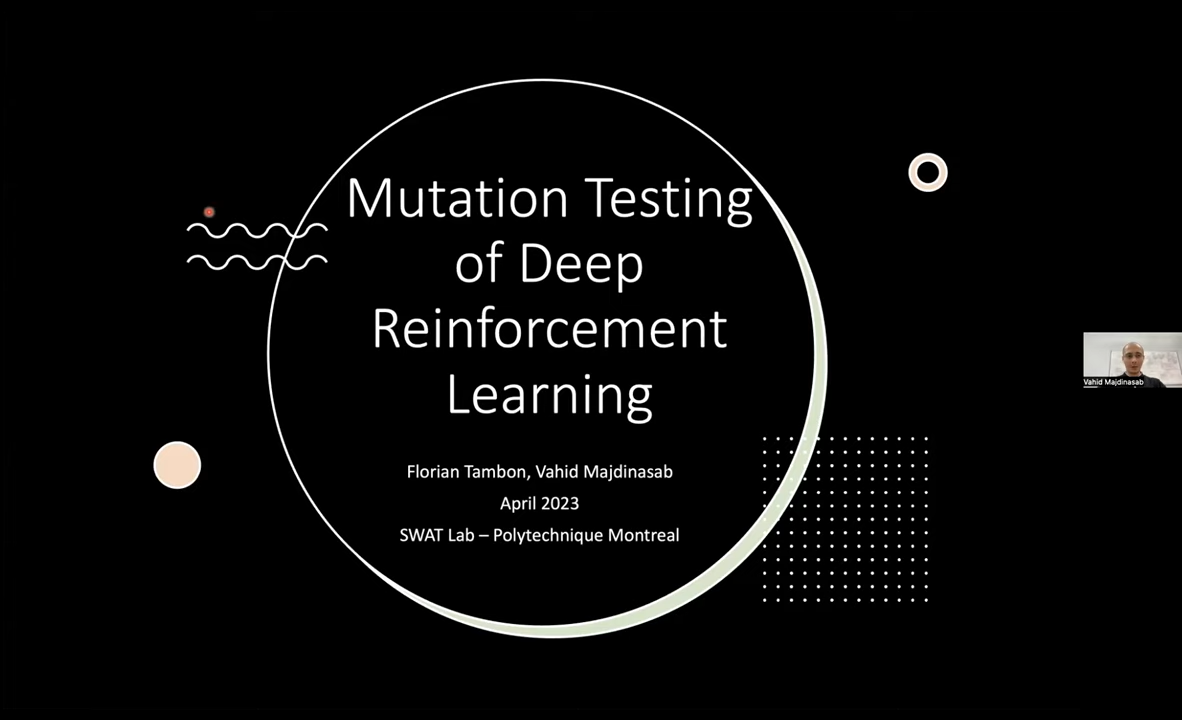 Mutation Testing
of Deep
Reinforcement
Learning
Florian Tambon, Vahid Majdinasab
April 2023
SWAT Lab – Polytechnique Montreal
Vahid Majdinasab